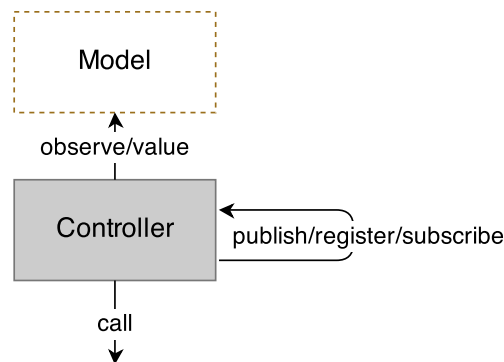 Model
observe/value
Controller
publish/register/subscribe
call